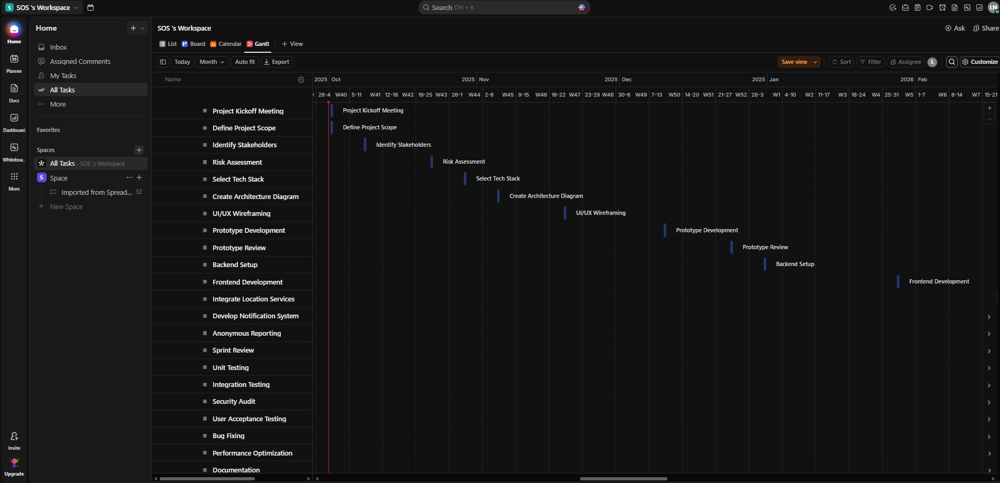 S SOS 's Workspace
Search Ctrl + K
LN
Home
Planner
Docs
Dashboard
Whiteboa...
More
Invite
Upgrade
Home
Inbox
Assigned Comments
My Tasks
All Tasks
More
Favorites
Spaces
All Tasks - SOS 's Workspace
S Space
Imported from Spread... 32
New Space
SOS 's Workspace
Ask Share
List Board Calendar Gantt + View
Today Month Auto fit Export
Save view Sort Filter Assignee L Customize
Name
2025 Oct 2025 Nov 2025 Dec 2025 Jan 2026 Feb
28-4 W40 5-11 W41 12-18 W42 19-25 W43 26-1 W44 2-8 W45 9-15 W46 16-22 W47 23-29 W48 30-6 W49 7-13 W50 14-20 W51 21-27 W52 28-3 W1 4-10 W2 11-17 W3 18-24 W4 25-31 W5 1-7 W6 8-14 W7 15-21
Project Kickoff Meeting Project Kickoff Meeting
Define Project Scope Define Project Scope
Identify Stakeholders Identify Stakeholders
Risk Assessment Risk Assessment
Select Tech Stack Select Tech Stack
Create Architecture Diagram Create Architecture Diagram
UI/UX Wireframing UI/UX Wireframing
Prototype Development Prototype Development
Prototype Review Prototype Review
Backend Setup Backend Setup
Frontend Development Frontend Development
Integrate Location Services
Develop Notification System
Anonymous Reporting
Sprint Review
Unit Testing
Integration Testing
Security Audit
User Acceptance Testing
Bug Fixing
Performance Optimization
Documentation